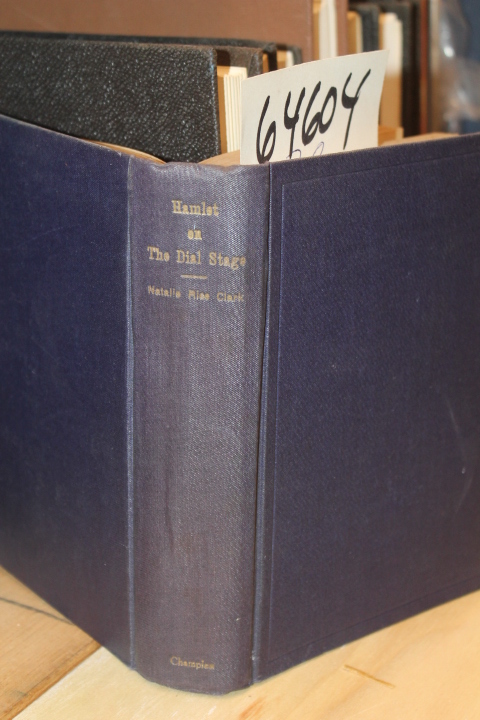 64604
Hamlet
on
The Dial Stage
Natalie Rice Clark
Champion